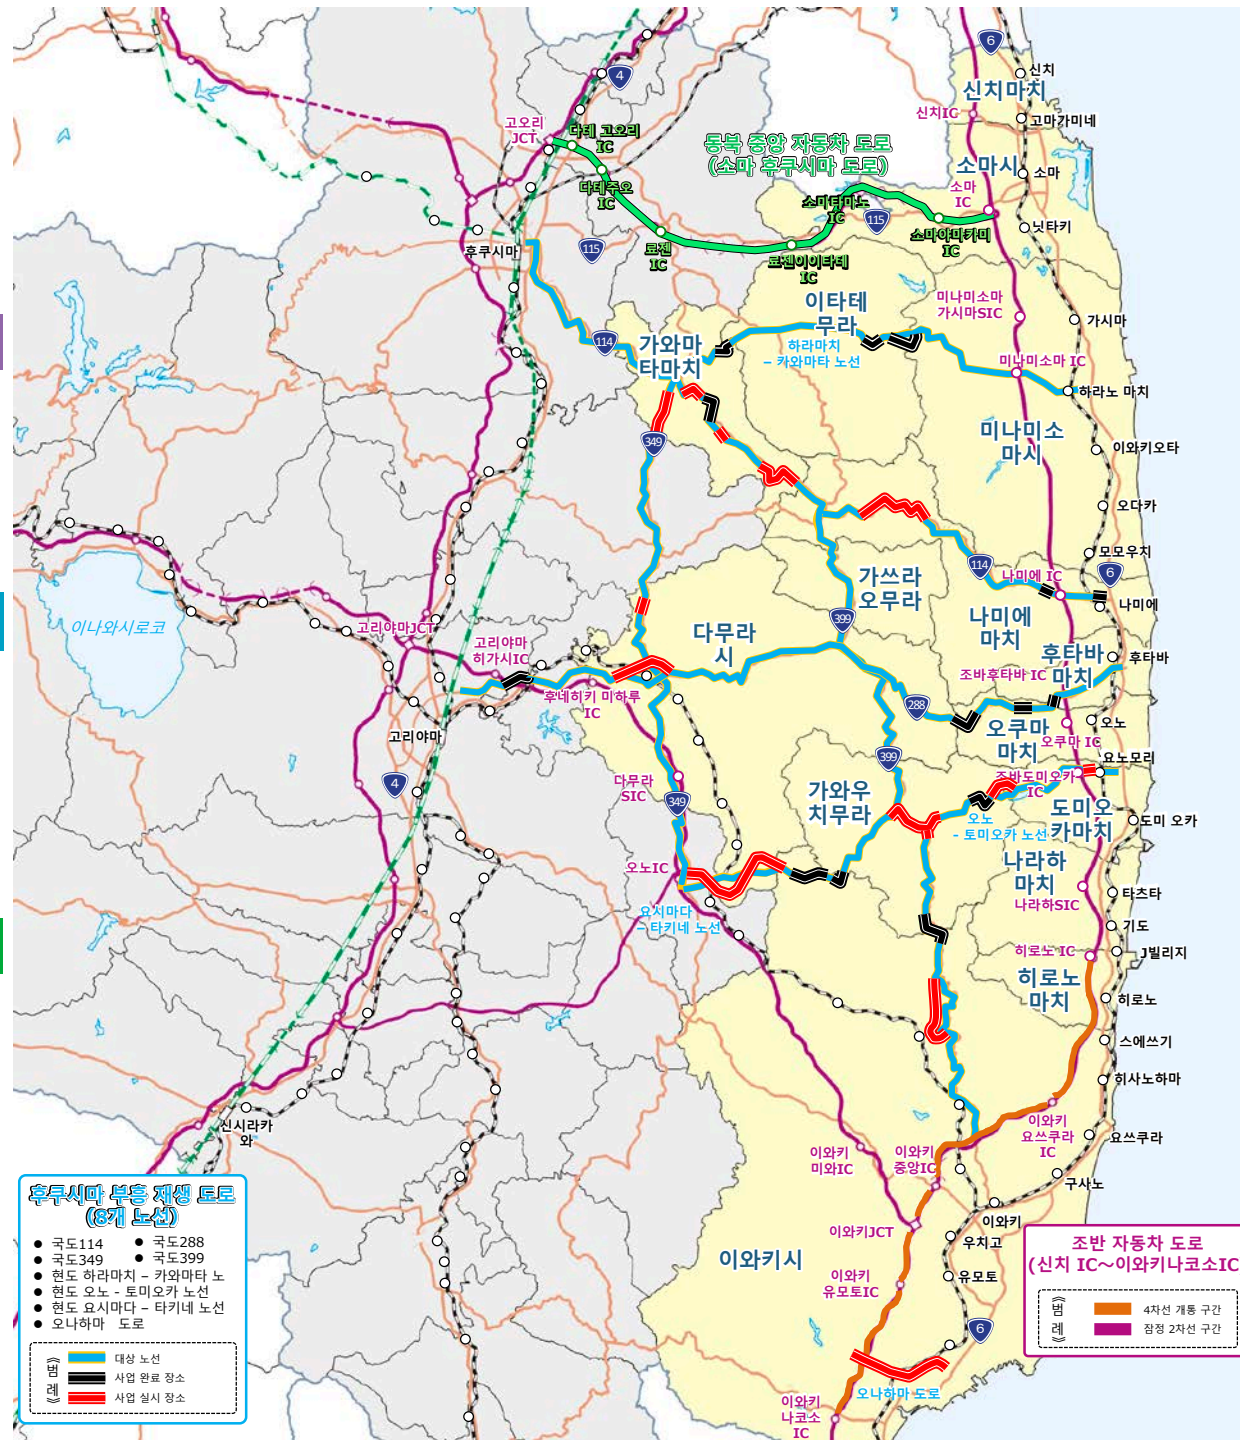 6
신치
4
신치마치
신치IC
고마가미네
고오리
JCT
다테 고오리
IC
동북 중앙 자동차 도로
(소마 후쿠시마 도로)
소마시
소마
다테주오
IC
소마
IC
소마타마노
IC
115
닛타키
소마야마카미
IC
후쿠시마
115
료젠
IC
료젠이이타테
IC
이타테
무라
미나미소마
가시마SIC
가시마
114
가와마
타마치
하라마치
– 카와마타 노선
미나미소마 IC
하라노 마치
349
미나미소
마시
이와키오타
오다카
모모우치
114
나미에 IC
6
가쓰라
오무라
나미에
399
나미에
마치
이나와시로코
고리야마JCT
고리야마
히가시IC
다무라
시
후타바
마치
후타바
조바후타바 IC
후네히키 미하루
IC
288
오쿠마
마치
오노
고리야마
오쿠마 IC
399
요노모리
4
다무라
SIC
349
가와우
치무라
조바도미오카
IC
오노
- 토미오카 노선
도미오
카마치
도미 오카
오노IC
나라하
마치
나라하SIC
타츠타
요시마다
– 타키네 노선
기도
히로노 IC
J빌리지
히로노
마치
히로노
스에쓰기
히사노하마
신시라카
와
이와키
요쓰쿠라
IC
요쓰쿠라
이와키
미와IC
이와키
중앙IC
구사노
이와키
이와키JCT
우치고
이와키시
이와키
유모토IC
유모토
6
오나하마 도로
이와키
나코소
IC
후쿠시마 부흥 재생 도로
(8개 노선)
● 국도114 ● 국도288
● 국도349 ● 국도399
● 현도 하라마치 – 카와마타 노
● 현도 오노 - 토미오카 노선
● 현도 요시마다 – 타키네 노선
● 오나하마 도로
《범례》
대상 노선
사업 완료 장소
사업 실시 장소
조반 자동차 도로
(신치 IC～이와키나코소IC
《범례》
4차선 개통 구간
잠정 2차선 구간